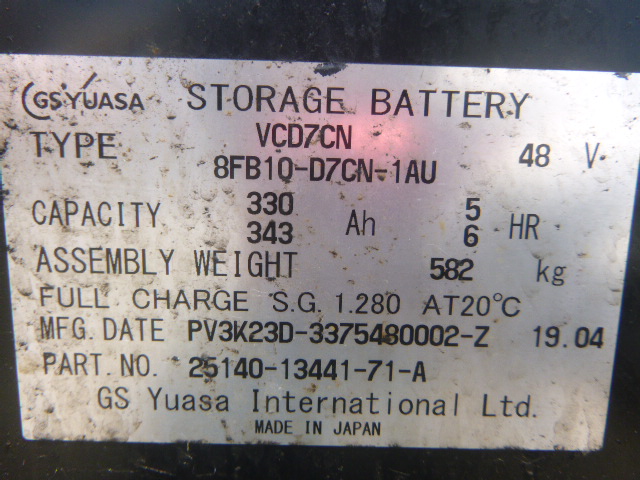 GS YUASA STORAGE BATTERY
TYPE VCD7CN 48 V.
8FB10-D7CN-1AU
CAPACITY 330 Ah 5 HR
343 6
ASSEMBLY WEIGHT 582 kg
FULL CHARGE S.G. 1.280 AT20°C
MFG. DATE PV3K23D-3375480002-Z 19.04
PART. NO. 25140-13441-71-A
GS Yuasa International Ltd.
MADE IN JAPAN